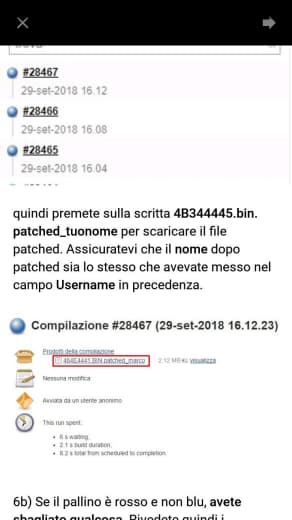 #28467
29-set-2018 16.12
#28466
29-set-2018 16.08
#28465
29-set-2018 16.04
quindi premete sulla scritta 4B344445.bin.
patched_tuonome per scaricare il file
patched. Assicuratevi che il nome dopo
patched sia lo stesso che avevate messo nel
campo Username in precedenza.
Compilazione #28467 (29-set-2018 16.12.23)
Prodotti della compilazione
484E4441.BIN.patched_marco 2,12 MB visualizza
Nessuna modifica.
Avviata da un utente anonimo
This run spent:
6 s waiting;
2.1 s build duration;
8.2 s total from scheduled to completion.
6b) Se il pallino è rosso e non blu, avete
sbagliato qualcosa. Rivedete quindi i